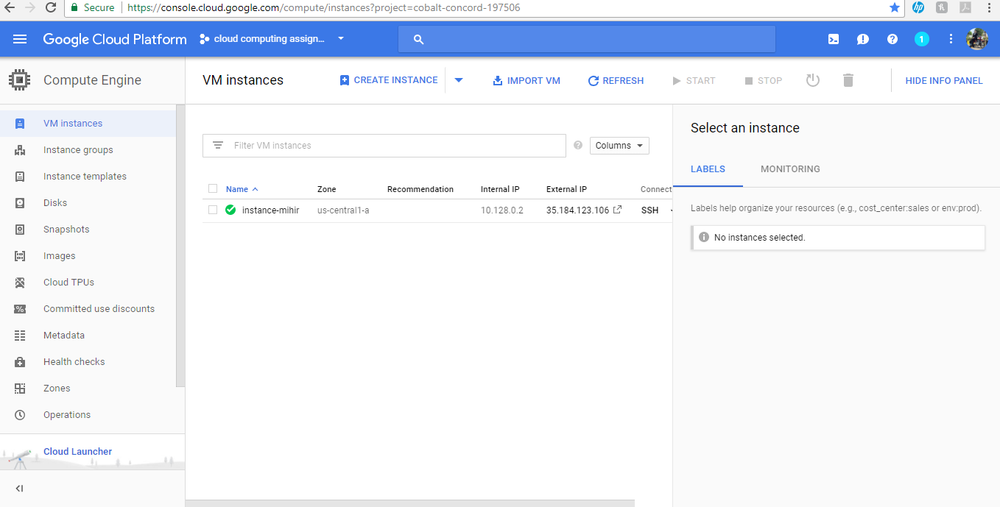 Secure https://console.cloud.google.com/compute/instances?project=cobalt-concord-197506
hp
Google Cloud Platform cloud computing assign... 1
Compute Engine
VM instances CREATE INSTANCE IMPORT VM REFRESH START STOP HIDE INFO PANEL
VM instances
Instance groups
Instance templates
Disks
Snapshots
Images
Cloud TPUs
Committed use discounts
Metadata
Health checks
Zones
Operations
Cloud Launcher
Filter VM instances Columns
Name Zone Recommendation Internal IP External IP Connect
instance-mihir us-central1-a 10.128.0.2 35.184.123.106 SSH
Select an instance
LABELS MONITORING
Labels help organize your resources (e.g., cost_center:sales or env:prod).
No instances selected.